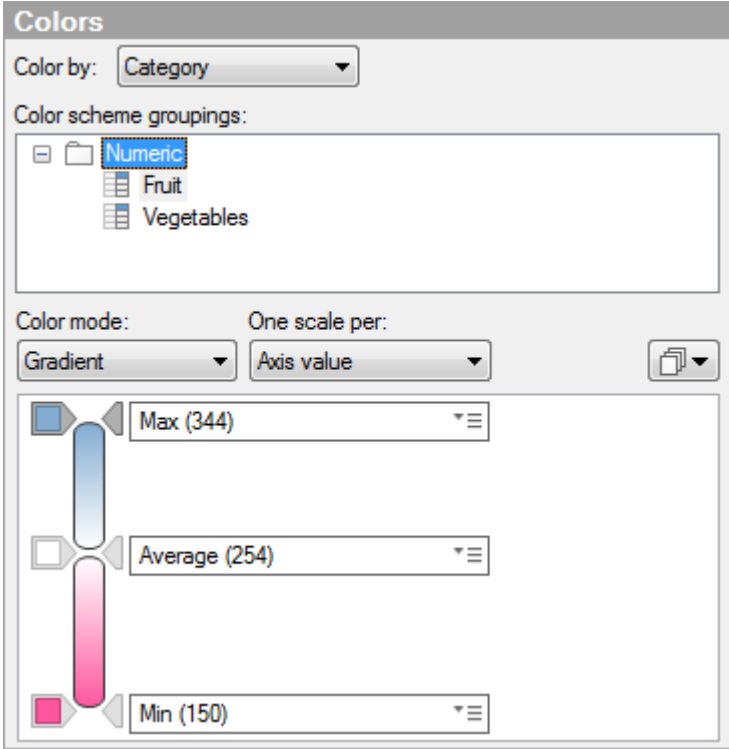 Colors
Color by: Category
Color scheme groupings:
Numeric
Fruit
Vegetables
Color mode: One scale per:
Gradient Axis value
Max (344)
Average (254)
Min (150)